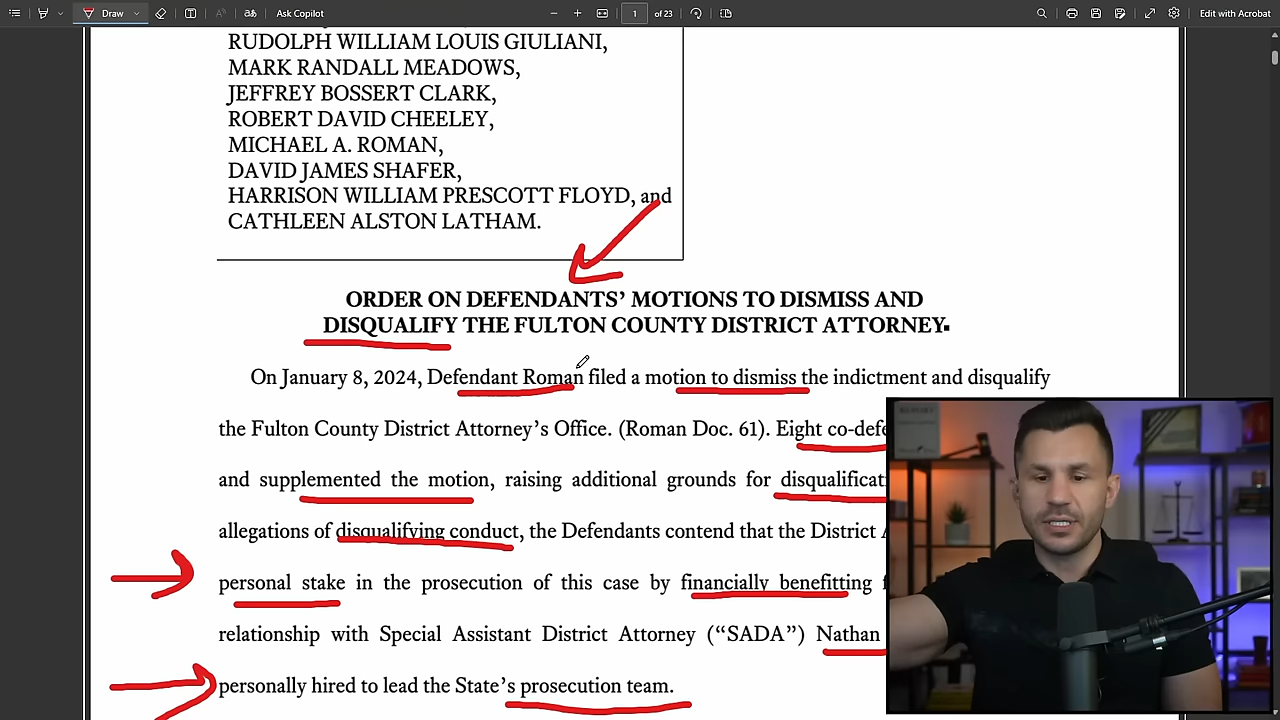 Draw
Ask Copilot
1 of 23
Edit with Acrobat
RUDOLPH WILLIAM LOUIS GIULIANI,
MARK RANDALL MEADOWS,
JEFFREY BOSSERT CLARK,
ROBERT DAVID CHEELEY,
MICHAEL A. ROMAN,
DAVID JAMES SHAFER,
HARRISON WILLIAM PRESCOTT FLOYD, and
CATHLEEN ALSTON LATHAM.
ORDER ON DEFENDANTS’ MOTIONS TO DISMISS AND
DISQUALIFY THE FULTON COUNTY DISTRICT ATTORNEY
On January 8, 2024, Defendant Roman filed a motion to dismiss the indictment and disqualify
the Fulton County District Attorney’s Office. (Roman Doc. 61). Eight co-defe
and supplemented the motion, raising additional grounds for disqualificati
allegations of disqualifying conduct, the Defendants contend that the District A
personal stake in the prosecution of this case by financially benefitting f
relationship with Special Assistant District Attorney (“SADA”) Nathan
personally hired to lead the State’s prosecution team.